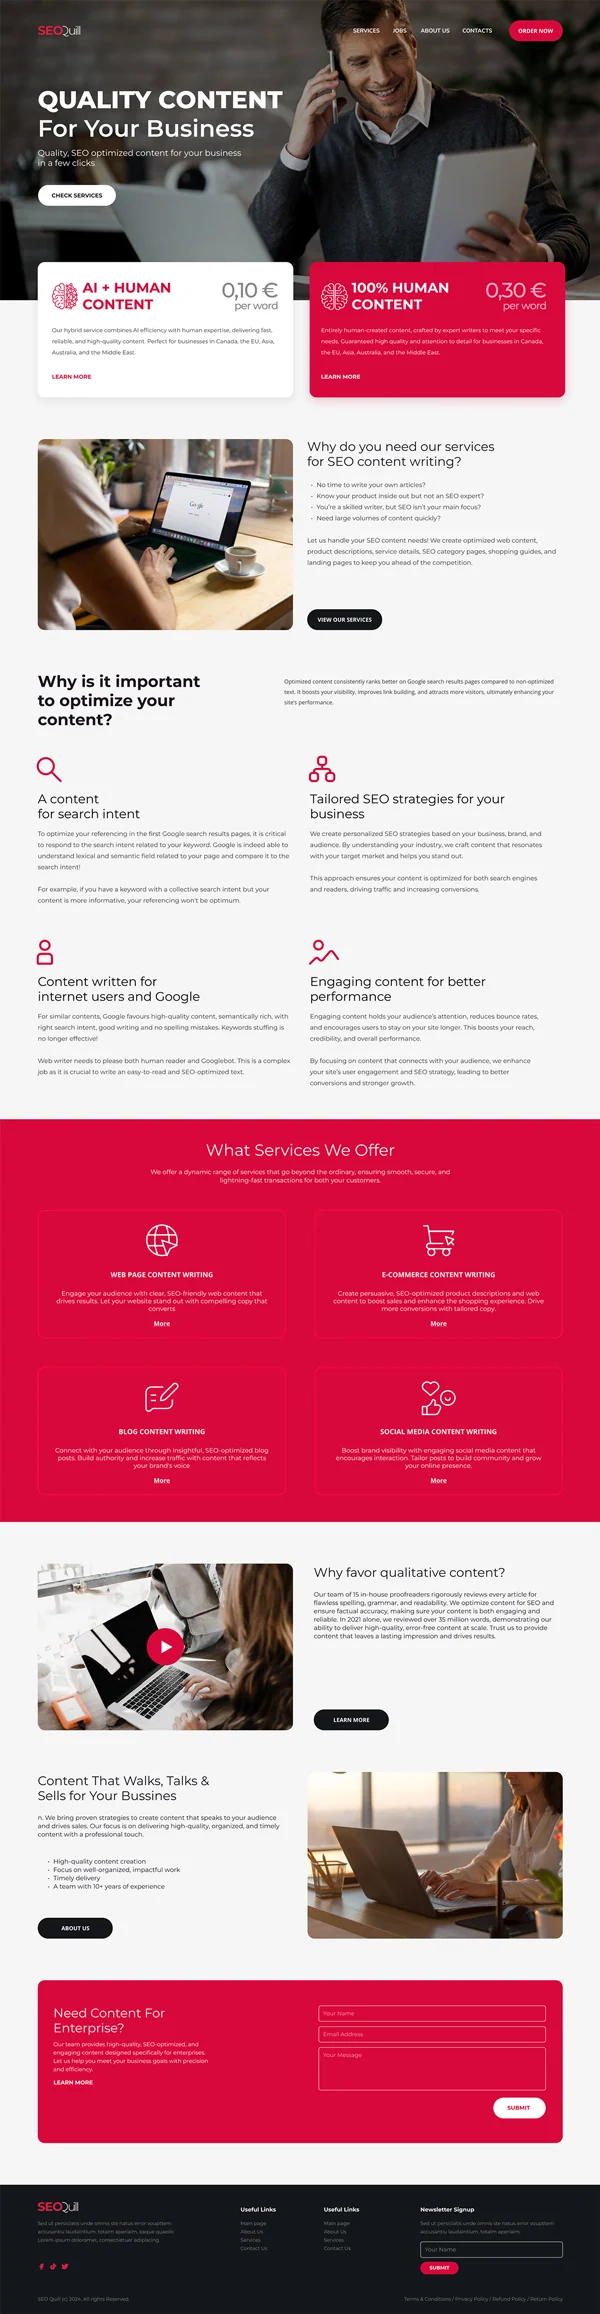 SEOQuill
SERVICES JOBS ABOUT US CONTACTS ORDER NOW
QUALITY CONTENT
For Your Business
Quality, SEO optimized content for your business
in a few clicks
CHECK SERVICES
AI + HUMAN
CONTENT
0,10 €
per word
Our hybrid service combines AI efficiency with human expertise, delivering fast,
reliable, and high-quality content. Perfect for businesses in Canada, the EU, Asia,
Australia, and the Middle East.
LEARN MORE
100% HUMAN
CONTENT
0,30 €
per word
Entirely human-created content, crafted by expert writers to meet your specific
needs. Guaranteed high quality and attention to detail for businesses in Canada,
the EU, Asia, Australia, and the Middle East.
LEARN MORE
Google
Why do you need our services
for SEO content writing?
• No time to write your own articles?
• Know your product inside out but not an SEO expert?
• You're a skilled writer, but SEO isn't your main focus?
• Need large volumes of content quickly?
Let us handle your SEO content needs! We create optimized web content,
product descriptions, service details, SEO category pages, shopping guides, and
landing pages to keep you ahead of the competition.
VIEW OUR SERVICES
Why is it important
to optimize your
content?
Optimized content consistently ranks better on Google search results pages compared to non-optimized
text. It boosts your visibility, improves link building, and attracts more visitors, ultimately enhancing your
site's performance.
A content
for search intent
To optimize your referencing in the first Google search results pages, it is critical
to respond to the search intent related to your keyword. Google is indeed able to
understand lexical and semantic field related to your page and compare it to the
search intent!
For example, if you have a keyword with a collective search intent but your
content is more informative, your referencing won't be optimum.
Tailored SEO strategies for your
business
We create personalized SEO strategies based on your business, brand, and
audience. By understanding your industry, we craft content that resonates
with your target market and helps you stand out.
This approach ensures your content is optimized for both search engines
and readers, driving traffic and increasing conversions.
Content written for
internet users and Google
For similar contents, Google favours high-quality content, semantically rich, with
right search intent, good writing and no spelling mistakes. Keywords stuffing is
no longer effective!
Web writer needs to please both human reader and Googlebot. This is a complex
job as it is crucial to write an easy-to-read and SEO-optimized text.
Engaging content for better
performance
Engaging content holds your audience's attention, reduces bounce rates,
and encourages users to stay on your site longer. This boosts your reach,
credibility, and overall performance.
By focusing on content that connects with your audience, we enhance
your site's user engagement and SEO strategy, leading to better
conversions and stronger growth.
What Services We Offer
We offer a dynamic range of services that go beyond the ordinary, ensuring smooth, secure, and
lightning-fast transactions for both your customers.
WEB PAGE CONTENT WRITING
Engage your audience with clear, SEO-friendly web content that
drives results. Let your website stand out with compelling copy that
converts
More
E-COMMERCE CONTENT WRITING
Create persuasive, SEO-optimized product descriptions and web
content to boost sales and enhance the shopping experience. Drive
more conversions with tailored copy.
More
BLOG CONTENT WRITING
Connect with your audience through insightful, SEO-optimized blog
posts. Build authority and increase traffic with content that reflects
your brand's voice
More
SOCIAL MEDIA CONTENT WRITING
Boost brand visibility with engaging social media content that
encourages interaction. Tailor posts to build community and grow
your online presence.
More
Why favor qualitative content?
Our team of 15 in-house proofreaders rigorously reviews every article for
flawless spelling, grammar, and readability. We optimize content for SEO and
ensure factual accuracy, making sure your content is both engaging and
reliable. In 2021 alone, we reviewed over 35 million words, demonstrating our
ability to deliver high-quality, error-free content at scale. Trust us to provide
content that leaves a lasting impression and drives results.
LEARN MORE
Content That Walks, Talks &
Sells for Your Bussines
n. We bring proven strategies to create content that speaks to your audience
and drives sales. Our focus is on delivering high-quality, organized, and timely
content with a professional touch.
• High-quality content creation
• Focus on well-organized, impactful work
• Timely delivery
• A team with 10+ years of experience
ABOUT US
Need Content For
Enterprise?
Our team provides high-quality, SEO-optimized, and
engaging content designed specifically for enterprises.
Let us help you meet your business goals with precision
and efficiency.
LEARN MORE
Your Name
Email Address
Your Message
SUBMIT
SEOQuill
Sed ut persiciatis unde omnis iste natus error voupttem
accusantiu laudantilum, totaim aperiaim, eaque quaeilc
Lorem ipsum doloramet, consectetuer adipiscing.
Useful Links
Main page
About Us
Services
Contact Us
Useful Links
Main page
About Us
Services
Contact Us
Newsletter Signup
Sed ut persiciatis unde omnis iste natus error voupttem
accusantiu laudantilum, totaim aperiaim.
Your Name
SUBMIT
SEO Quill (c) 2024. All rights Reserved.
Terms & Conditions / Privacy Policy / Refund Policy / Return Policy